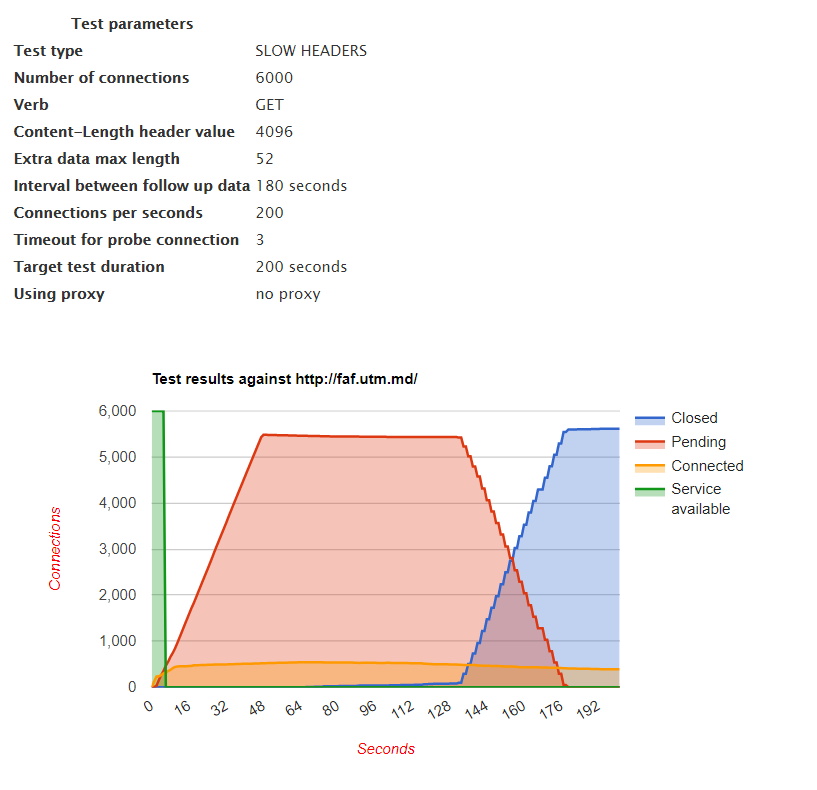 Test parameters
Test type SLOW HEADERS
Number of connections 6000
Verb GET
Content-Length header value 4096
Extra data max length 52
Interval between follow up data 180 seconds
Connections per seconds 200
Timeout for probe connection 3
Target test duration 200 seconds
Using proxy no proxy
Test results against http://faf.utm.md/
6,000
5,000
4,000
3,000
2,000
1,000
0
Connections
0 16 32 48 64 80 96 112 128 144 160 176 192
Seconds
Closed
Pending
Connected
Service
available